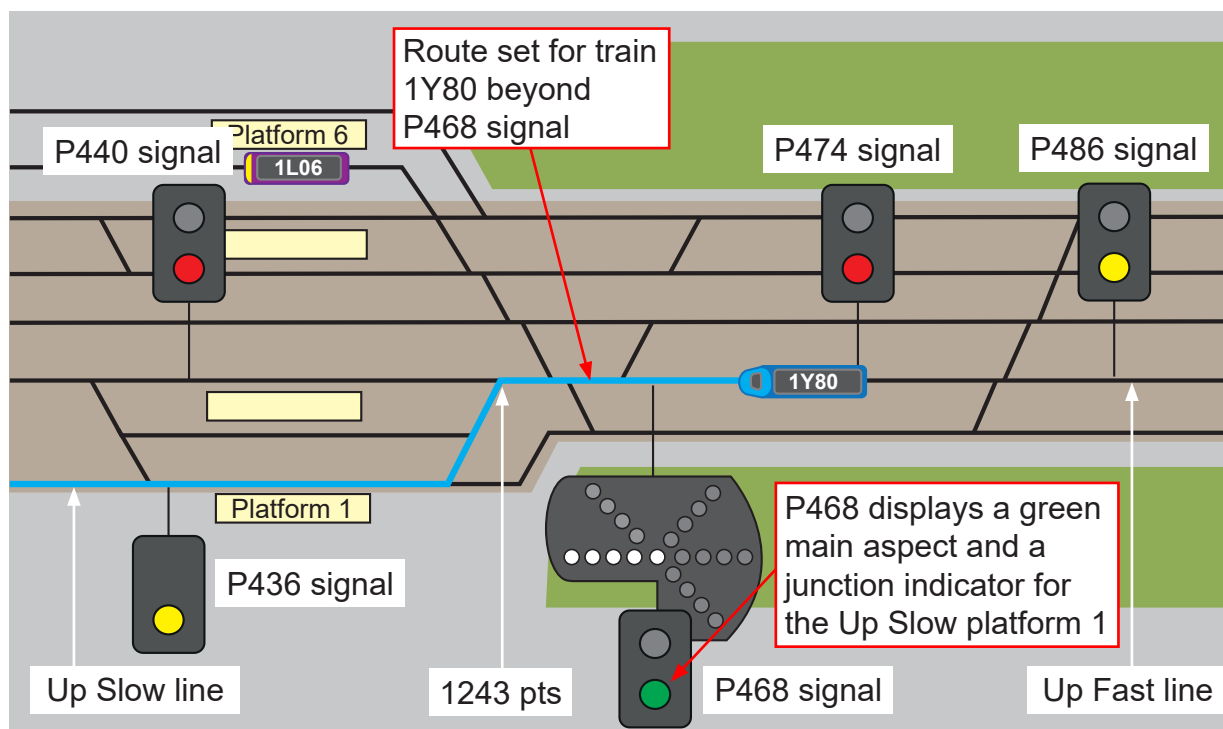 Route set for train
1Y80 beyond
P468 signal
Platform 6
P440 signal
1L06
P474 signal
P486 signal
1Y80
Platform 1
P436 signal
P468 displays a green
main aspect and a
junction indicator for
the Up Slow platform 1
Up Slow line
1243 pts
P468 signal
Up Fast line